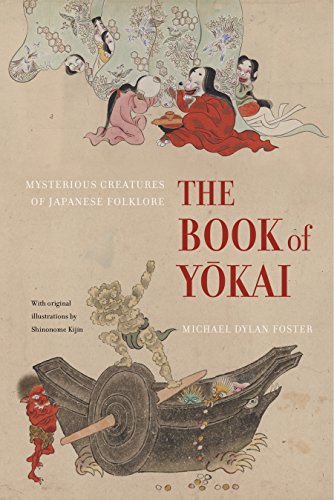 MYSTERIOUS CREATURES
OF JAPANESE FOLKLORE
THE
BOOK of
YŌKAI
With original
illustrations by
Shinonome Kijin
MICHAEL DYLAN FOSTER